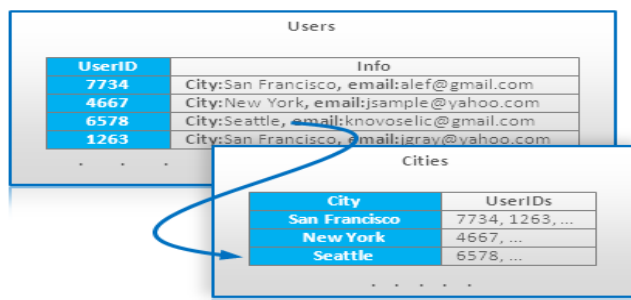 Users
UserID Info
7734 City:San Francisco, email:alef@gmail.com
4667 City:New York, email:jsample@yahoo.com
6578 City:Seattle, email:knovoselic@gmail.com
1263 City:San Francisco, email:jgray@yahoo.com
. . .
Cities
City UserIDs
San Francisco 7734, 1263, ...
New York 4667, ...
Seattle 6578, ...
. . . . .